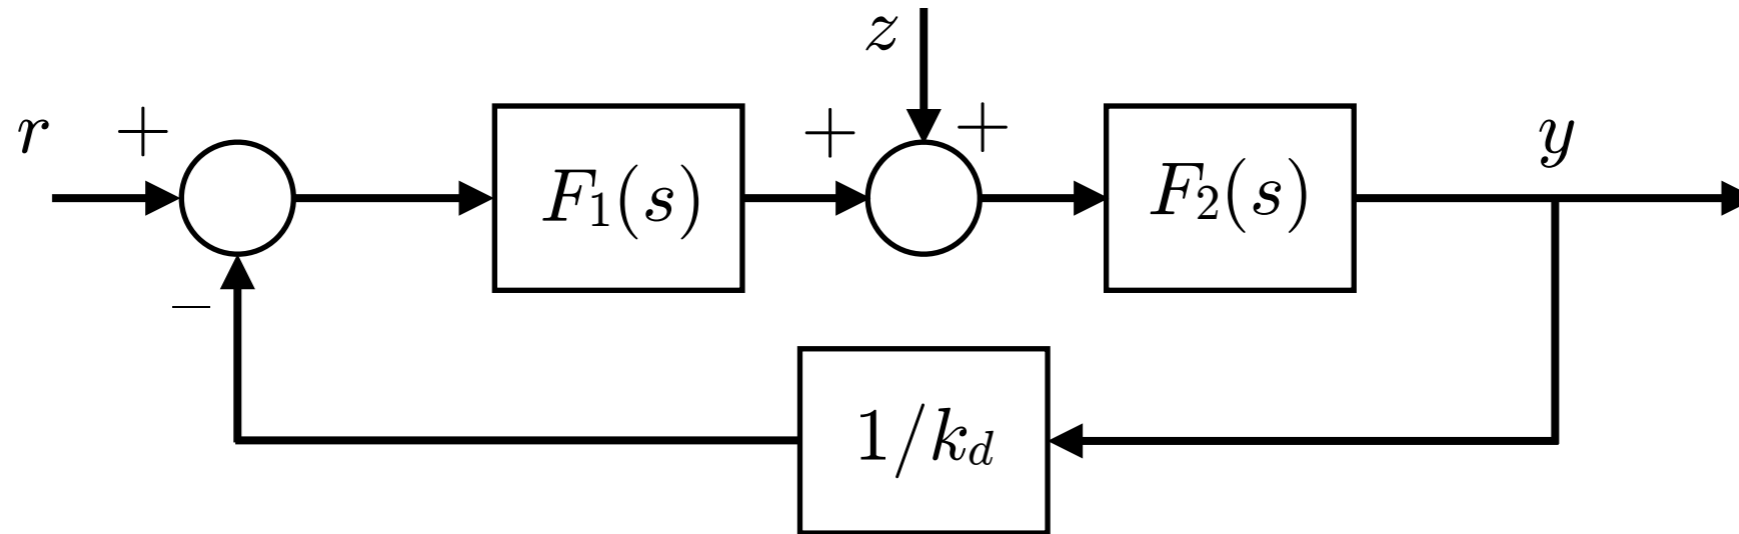 z
r + + + y
F₁(s) F₂(s)
−
1/k_d